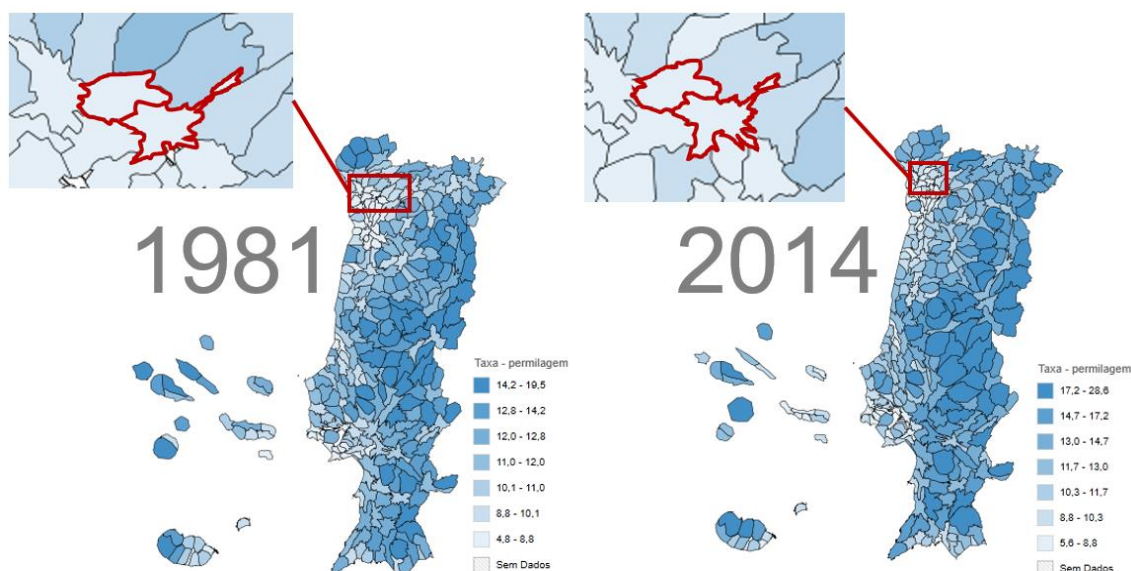 1981
Taxa - permilagem
14,2 - 19,5
12,8 - 14,2
12,0 - 12,8
11,0 - 12,0
10,1 - 11,0
8,8 - 10,1
4,8 - 8,8
Sem Dados
2014
Taxa - permilagem
17,2 - 28,6
14,7 - 17,2
13,0 - 14,7
11,7 - 13,0
10,3 - 11,7
8,8 - 10,3
5,6 - 8,8
Sem Dados